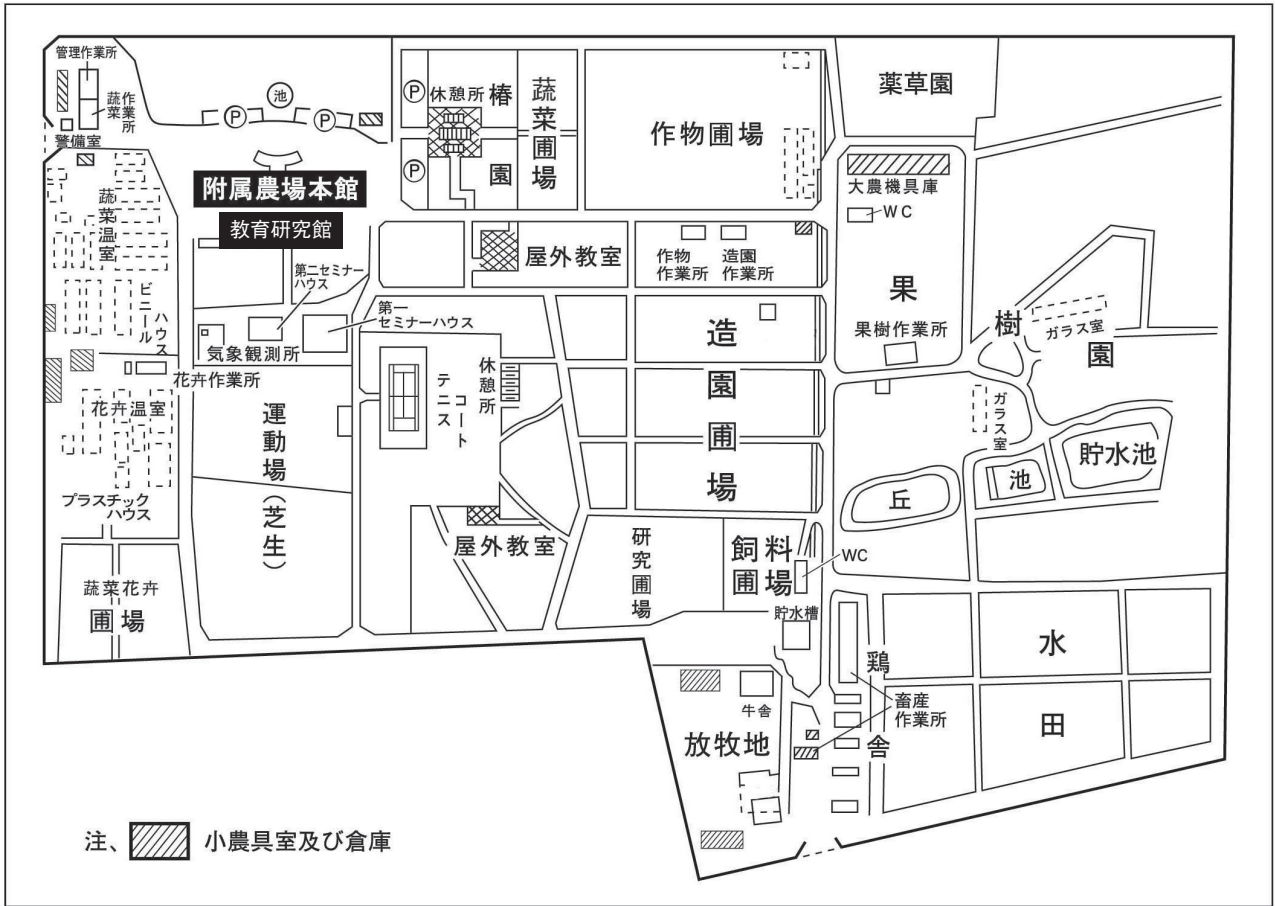 管理作業所
蔬菜
作業所
警備室
池
P
P
附属農場本館
教育研究館
P
P
休憩所
椿園
蔬菜圃場
作物圃場
薬草園
大農機具庫
WC
蔬菜温室
屋外教室
作物
作業所
造園
作業所
第二セミナー
ハウス
第一
セミナーハウス
ビニール
ハウス
気象観測所
花卉作業所
花卉温室
プラスチック
ハウス
蔬菜花卉
圃場
運動場(芝生)
テニス
コート
休憩所
屋外教室
造園圃場
果樹園
果樹作業所
ガラス室
ガラス室
丘
池
貯水池
研究圃場
飼料
圃場
WC
貯水槽
牛舎
放牧地
鶏舎
畜産
作業所
水田
注、
小農具室及び倉庫